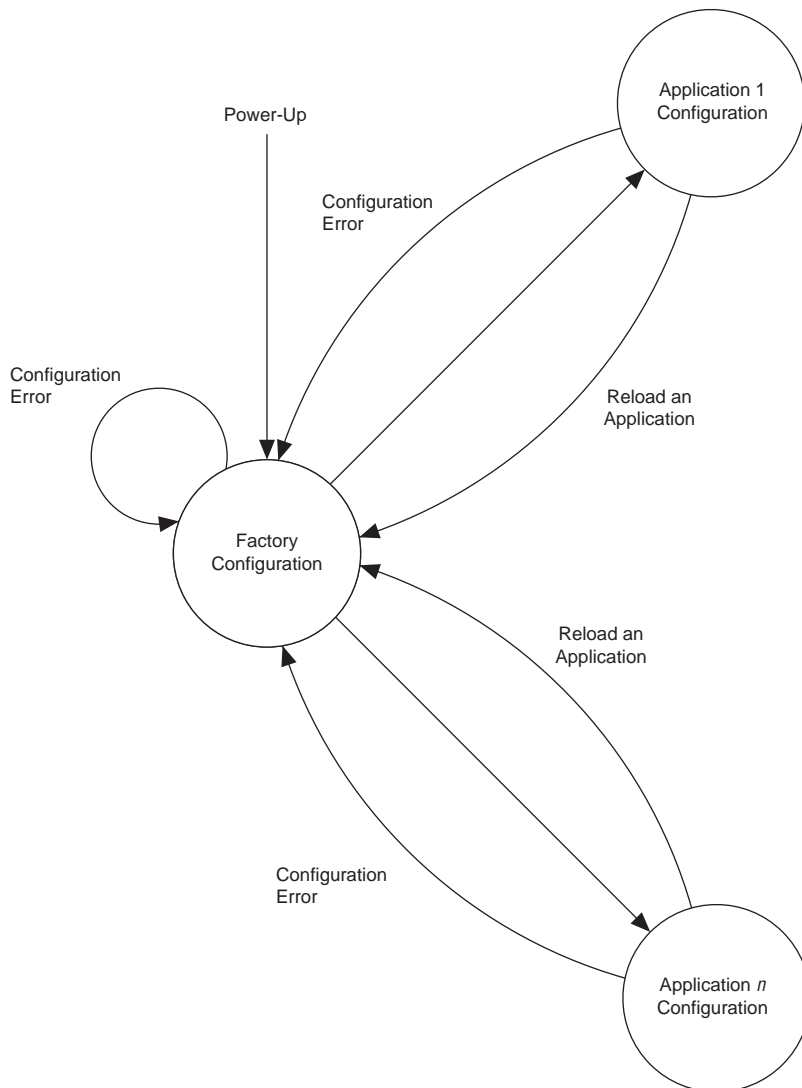 Application 1
Configuration
Power-Up
Configuration
Error
Configuration
Error
Reload an
Application
Factory
Configuration
Reload an
Application
Configuration
Error
Application n
Configuration